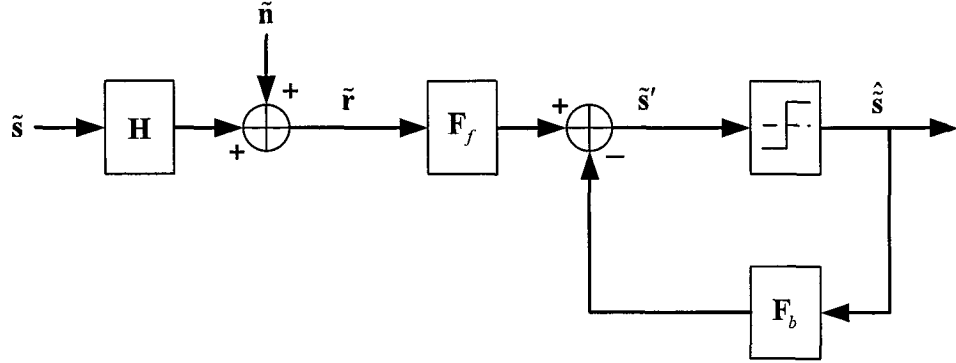 ñ
+
s̃ H + r̃ F_f + s̃′ ŝ̃
−
F_b